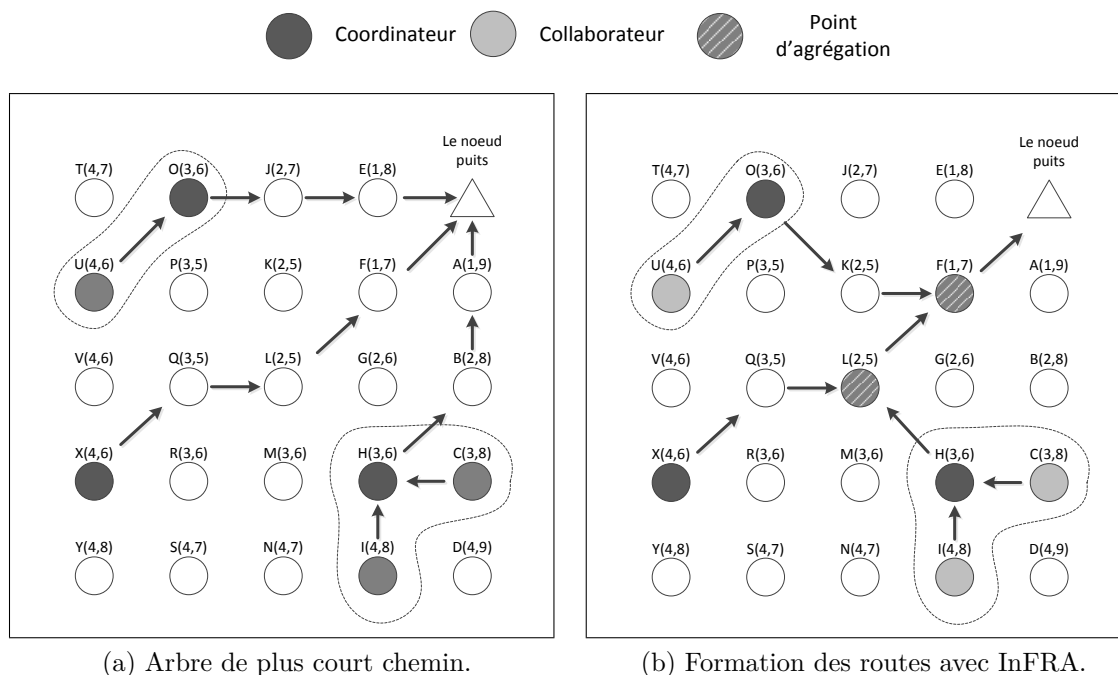 Coordinateur
Collaborateur
Point
d'agrégation
Le noeud
puits
T(4,7) O(3,6) J(2,7) E(1,8)
U(4,6) P(3,5) K(2,5) F(1,7) A(1,9)
V(4,6) Q(3,5) L(2,5) G(2,6) B(2,8)
X(4,6) R(3,6) M(3,6) H(3,6) C(3,8)
Y(4,8) S(4,7) N(4,7) I(4,8) D(4,9)
(a) Arbre de plus court chemin.
Le noeud
puits
T(4,7) O(3,6) J(2,7) E(1,8)
U(4,6) P(3,5) K(2,5) F(1,7) A(1,9)
V(4,6) Q(3,5) L(2,5) G(2,6) B(2,8)
X(4,6) R(3,6) M(3,6) H(3,6) C(3,8)
Y(4,8) S(4,7) N(4,7) I(4,8) D(4,9)
(b) Formation des routes avec InFRA.